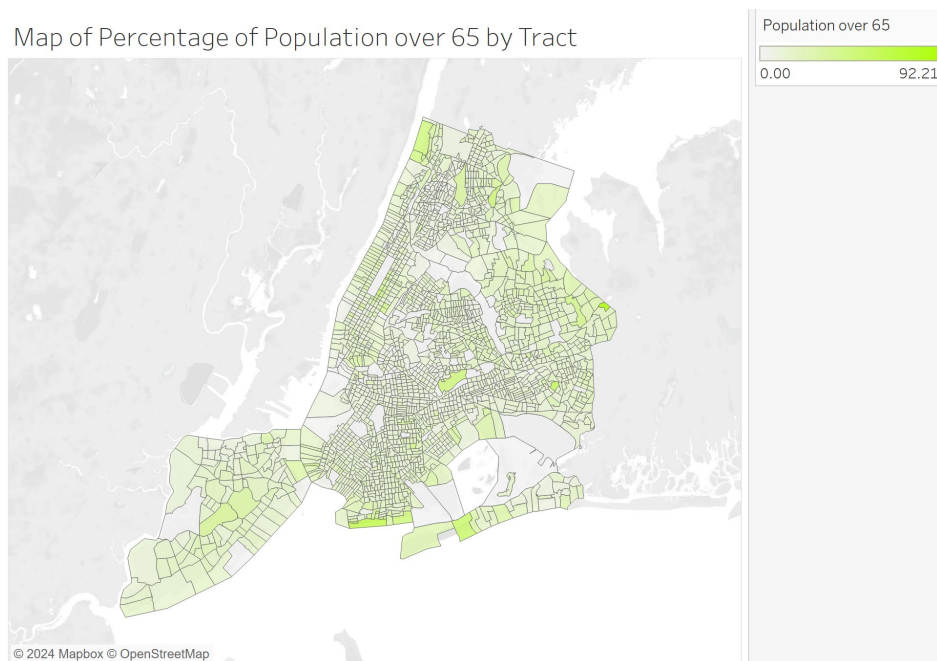 Map of Percentage of Population over 65 by Tract
Population over 65
0.00 92.21
© 2024 Mapbox © OpenStreetMap